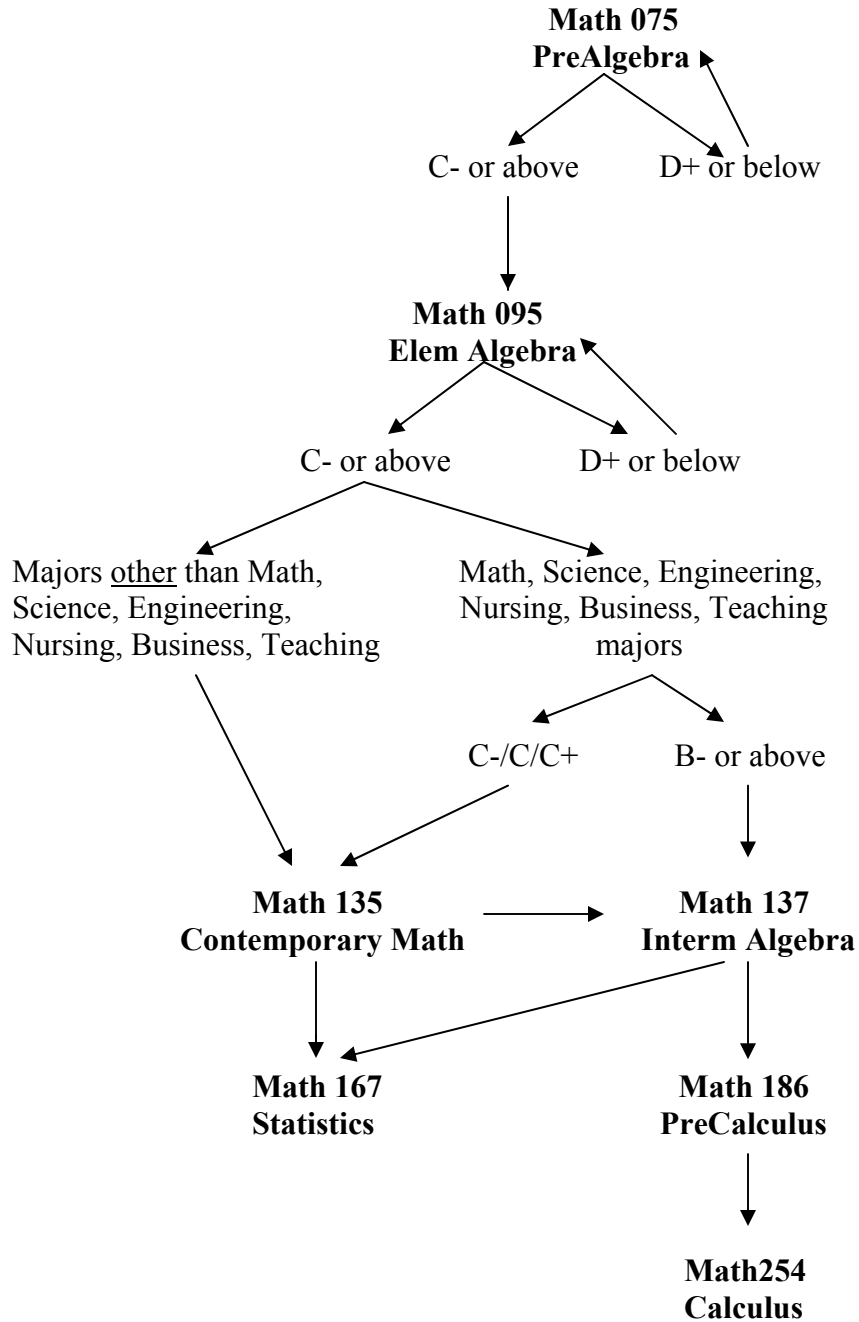 Math 075
PreAlgebra
C- or above
D+ or below
Math 095
Elem Algebra
C- or above
D+ or below
Majors other than Math,
Science, Engineering,
Nursing, Business, Teaching
Math, Science, Engineering,
Nursing, Business, Teaching
majors
C-/C/C+
B- or above
Math 135
Contemporary Math
Math 137
Interm Algebra
Math 167
Statistics
Math 186
PreCalculus
Math254
Calculus